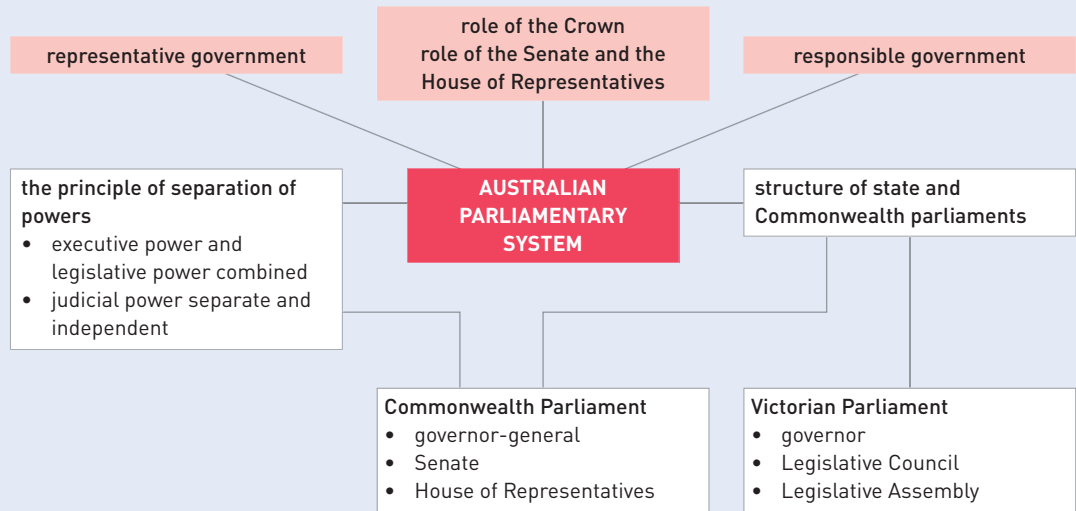 representative government
role of the Crown
role of the Senate and the
House of Representatives
responsible government
the principle of separation of
powers
• executive power and
legislative power combined
• judicial power separate and
independent
AUSTRALIAN
PARLIAMENTARY
SYSTEM
structure of state and
Commonwealth parliaments
Commonwealth Parliament
• governor-general
• Senate
• House of Representatives
Victorian Parliament
• governor
• Legislative Council
• Legislative Assembly